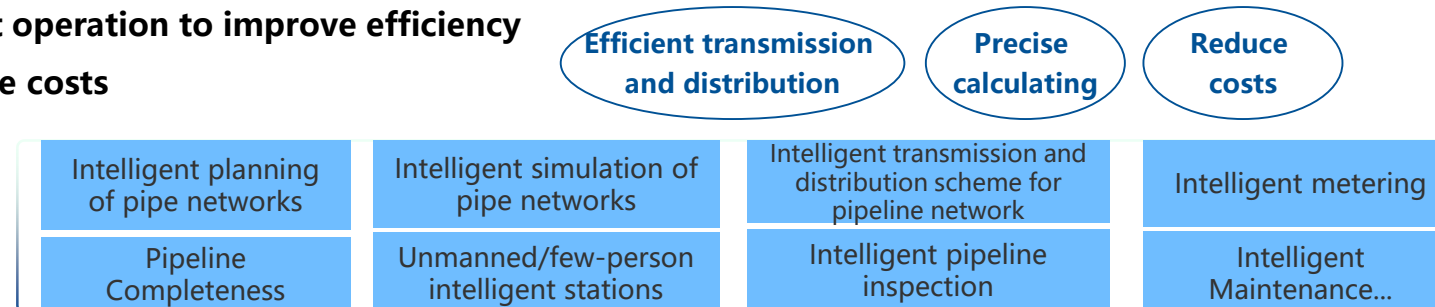 operation to improve efficiency
costs
Efficient transmission
and distribution
Precise
calculating
Reduce
costs
Intelligent planning
of pipe networks
Intelligent simulation of
pipe networks
Intelligent transmission and
distribution scheme for
pipeline network
Intelligent metering
Pipeline
Completeness
Unmanned/few-person
intelligent stations
Intelligent pipeline
inspection
Intelligent
Maintenance...